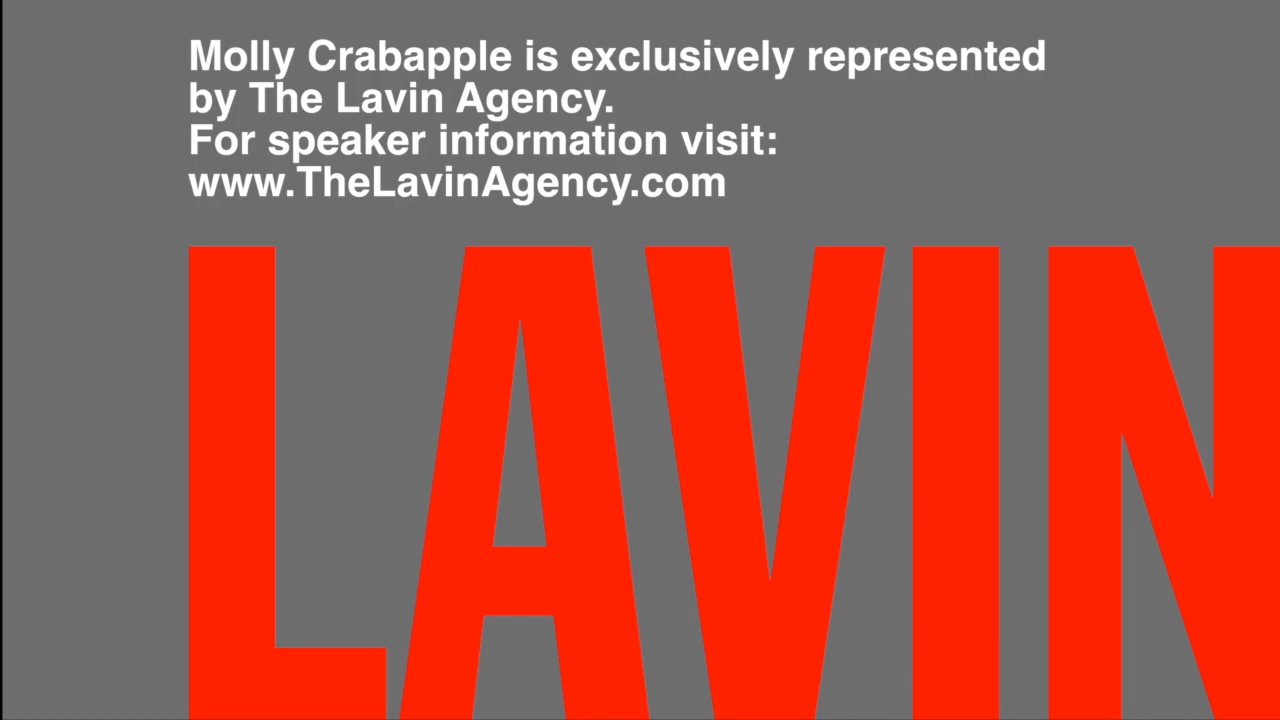 Molly Crabapple is exclusively represented
by The Lavin Agency.
For speaker information visit:
www.TheLavinAgency.com
LAVIN